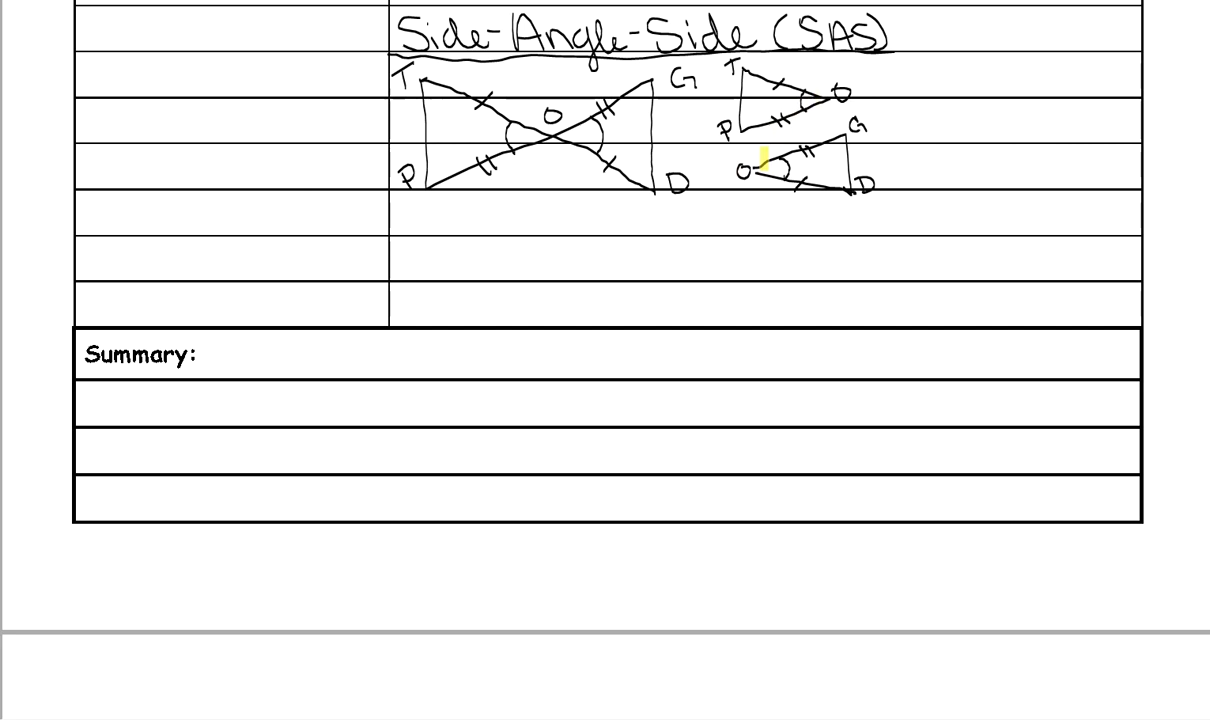 Side-Angle-Side (SAS)
T G T O
O
P G
P D O D
Summary: